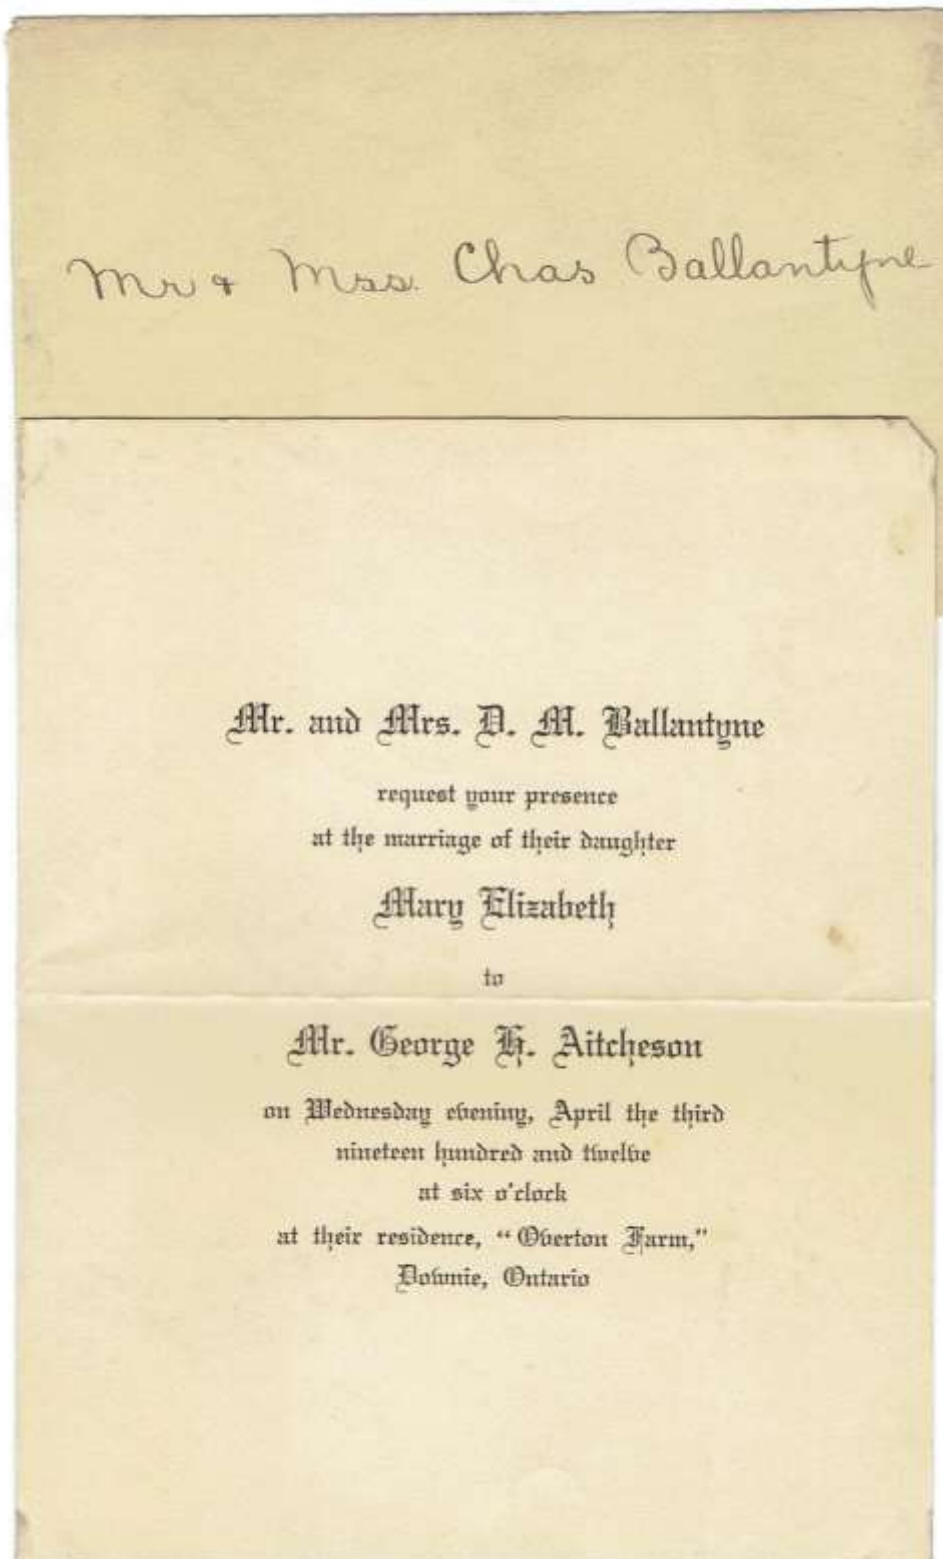 Mr & Mrs. Chas Ballantyne
Mr. and Mrs. D. M. Ballantyne
request your presence
at the marriage of their daughter
Mary Elizabeth
to
Mr. George H. Aitcheson
on Wednesday evening, April the third
nineteen hundred and twelve
at six o'clock
at their residence, "Overton Farm,"
Downie, Ontario